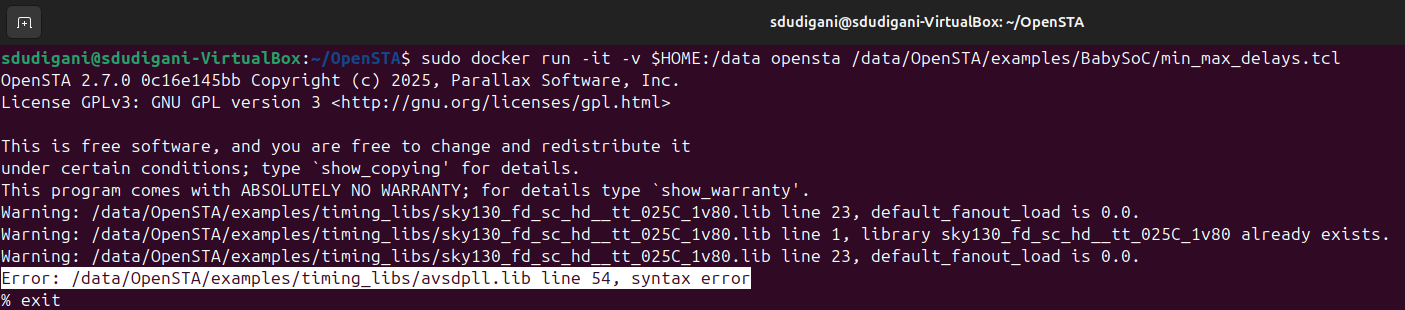 sdudigani@sdudigani-VirtualBox: ~/OpenSTA
sdudigani@sdudigani-VirtualBox:~/OpenSTA$ sudo docker run -it -v $HOME:/data opensta /data/OpenSTA/examples/BabySoC/min_max_delays.tcl
OpenSTA 2.7.0 0c16e145bb Copyright (c) 2025, Parallax Software, Inc.
License GPLv3: GNU GPL version 3 <http://gnu.org/licenses/gpl.html>

This is free software, and you are free to change and redistribute it
under certain conditions; type `show_copying' for details.
This program comes with ABSOLUTELY NO WARRANTY; for details type `show_warranty'.
Warning: /data/OpenSTA/examples/timing_libs/sky130_fd_sc_hd__tt_025C_1v80.lib line 23, default_fanout_load is 0.0.
Warning: /data/OpenSTA/examples/timing_libs/sky130_fd_sc_hd__tt_025C_1v80.lib line 1, library sky130_fd_sc_hd__tt_025C_1v80 already exists.
Warning: /data/OpenSTA/examples/timing_libs/sky130_fd_sc_hd__tt_025C_1v80.lib line 23, default_fanout_load is 0.0.
Error: /data/OpenSTA/examples/timing_libs/avsdpll.lib line 54, syntax error
% exit